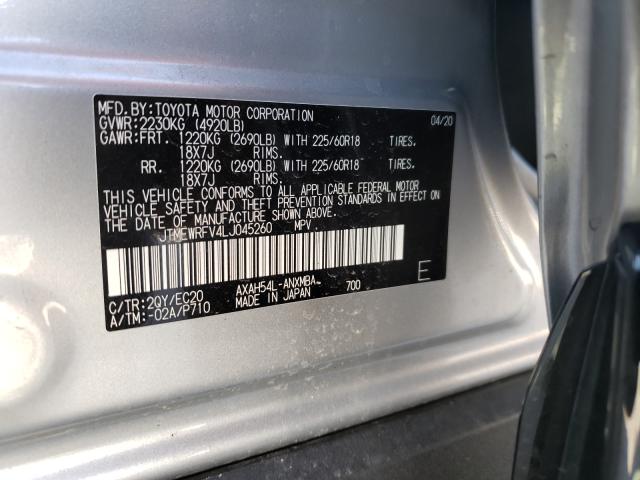 MFD.BY:TOYOTA MOTOR CORPORATION 04/20
GVWR:2230KG (4920LB)
GAWR:FRT. 1220KG (2690LB) WITH 225/60R18 TIRES.
18X7J RIMS.
RR. 1220KG (2690LB) WITH 225/60R18 TIRES.
18X7J RIMS.
THIS VEHICLE CONFORMS TO ALL APPLICABLE FEDERAL MOTOR
VEHICLE SAFETY AND THEFT PREVENTION STANDARDS IN EFFECT ON
THE DATE OF MANUFACTURE SHOWN ABOVE.
JTMEWRFV4LJ045260 MPV
C/TR:2QY/EC20 AXAH54L-ANXMBA 700 E
A/TM:-02A/P710 MADE IN JAPAN